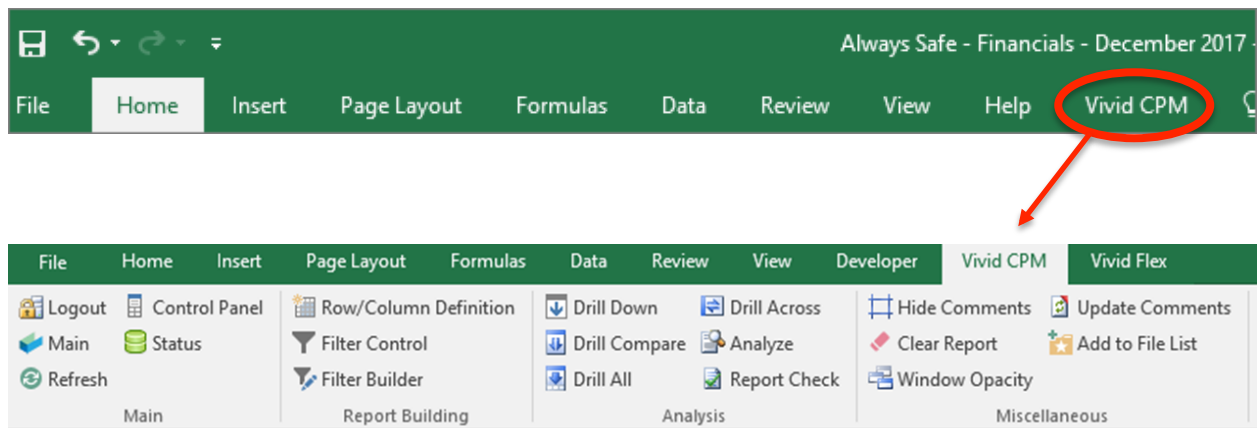 Always Safe - Financials - December 2017 -
File Home Insert Page Layout Formulas Data Review View Help Vivid CPM
File Home Insert Page Layout Formulas Data Review View Developer Vivid CPM Vivid Flex
Logout Control Panel Row/Column Definition Drill Down Drill Across Hide Comments Update Comments
Main Status Filter Control Drill Compare Analyze Clear Report Add to File List
Refresh Filter Builder Drill All Report Check Window Opacity
Main Report Building Analysis Miscellaneous